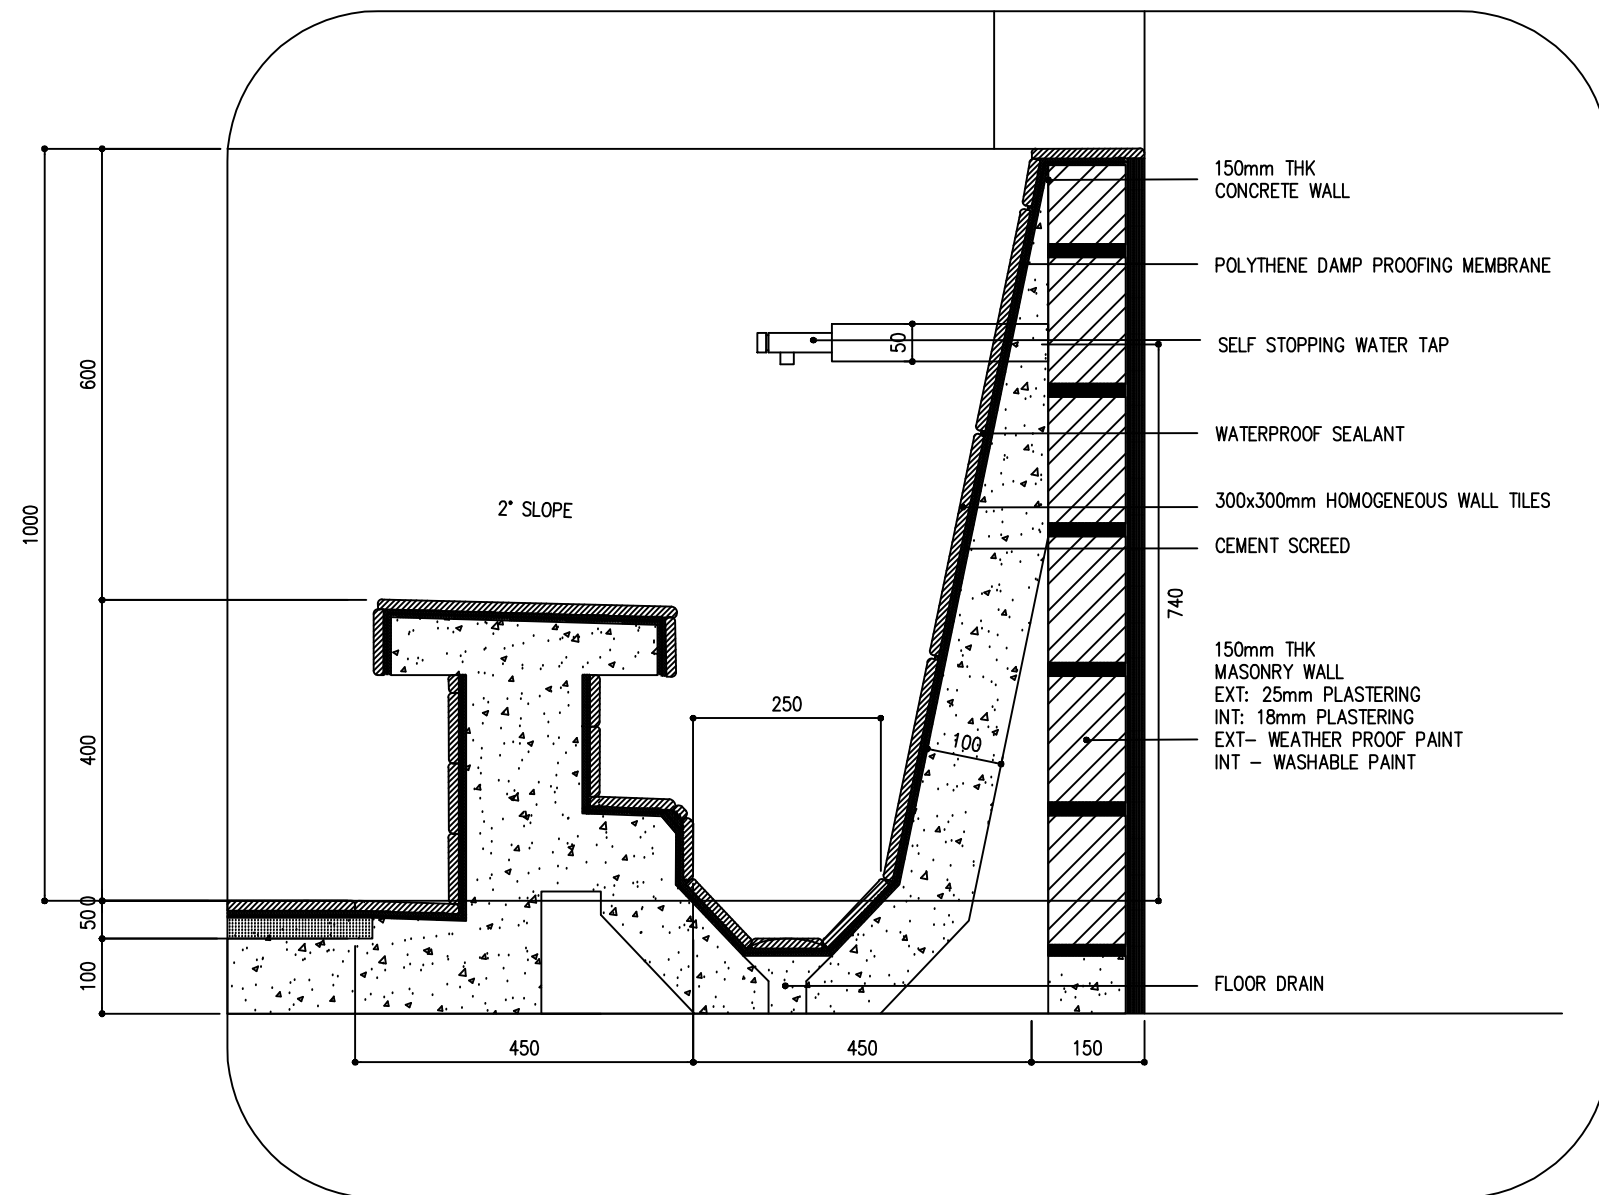 150mm THK
CONCRETE WALL
POLYTHENE DAMP PROOFING MEMBRANE
50
SELF STOPPING WATER TAP
600
WATERPROOF SEALANT
1000
2° SLOPE
300x300mm HOMOGENEOUS WALL TILES
CEMENT SCREED
740
150mm THK
MASONRY WALL
EXT: 25mm PLASTERING
INT: 18mm PLASTERING
EXT– WEATHER PROOF PAINT
INT – WASHABLE PAINT
250
100
400
50
0
100
FLOOR DRAIN
450
450
150